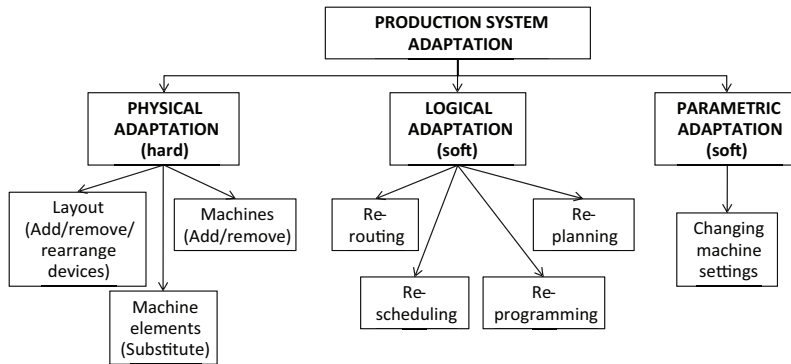 PRODUCTION SYSTEM
ADAPTATION
PHYSICAL
ADAPTATION
(hard)
LOGICAL
ADAPTATION
(soft)
PARAMETRIC
ADAPTATION
(soft)
Layout
(Add/remove/
rearrange
devices)
Machines
(Add/remove)
Machine
elements
(Substitute)
Re-
routing
Re-
planning
Re-
scheduling
Re-
programming
Changing
machine
settings